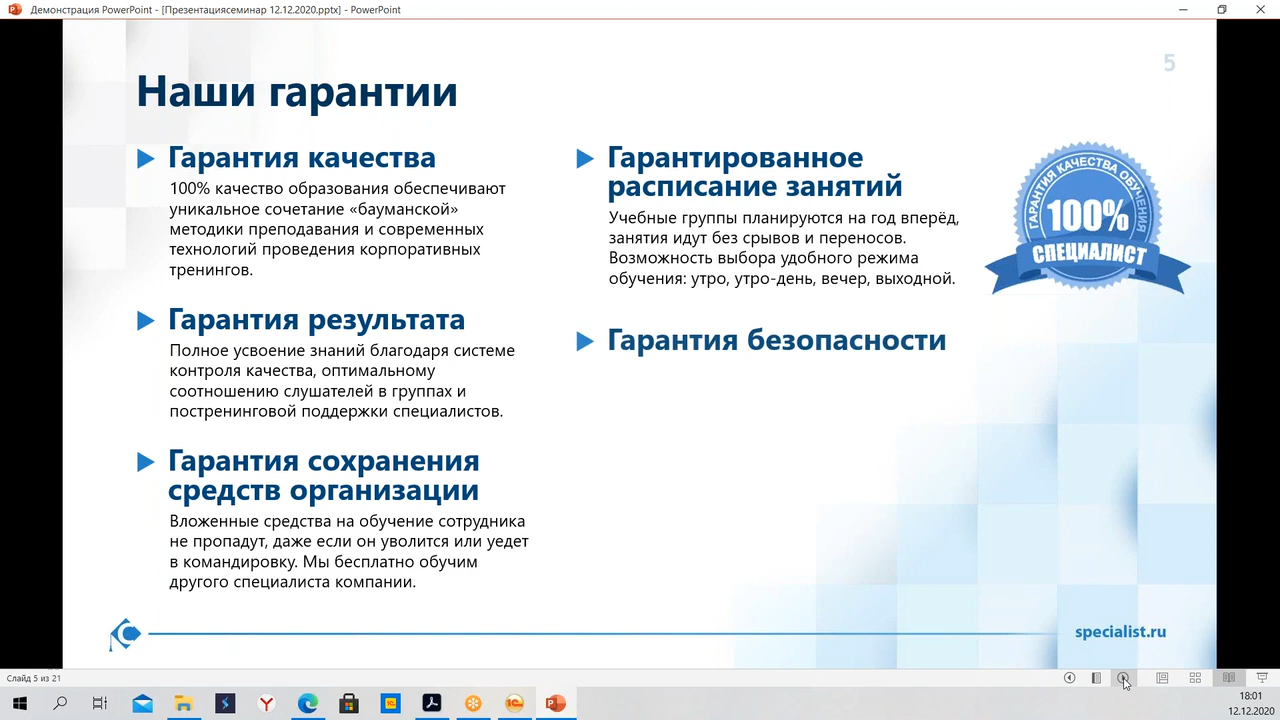 Демонстрация PowerPoint - [Презентациясеминар 12.12.2020.pptx] - PowerPoint
5
Наши гарантии
Гарантия качества
100% качество образования обеспечивают
уникальное сочетание «бауманской»
методики преподавания и современных
технологий проведения корпоративных
тренингов.
Гарантия результата
Полное усвоение знаний благодаря системе
контроля качества, оптимальному
соотношению слушателей в группах и
постренинговой поддержки специалистов.
Гарантия сохранения
средств организации
Вложенные средства на обучение сотрудника
не пропадут, даже если он уволится или уедет
в командировку. Мы бесплатно обучим
другого специалиста компании.
Гарантированное
расписание занятий
Учебные группы планируются на год вперёд,
занятия идут без срывов и переносов.
Возможность выбора удобного режима
обучения: утро, утро-день, вечер, выходной.
Гарантия безопасности
ГАРАНТИЯ КАЧЕСТВА ОБУЧЕНИЯ
100%
СПЕЦИАЛИСТ
specialist.ru
Слайд 5 из 21
18:01
12.12.2020